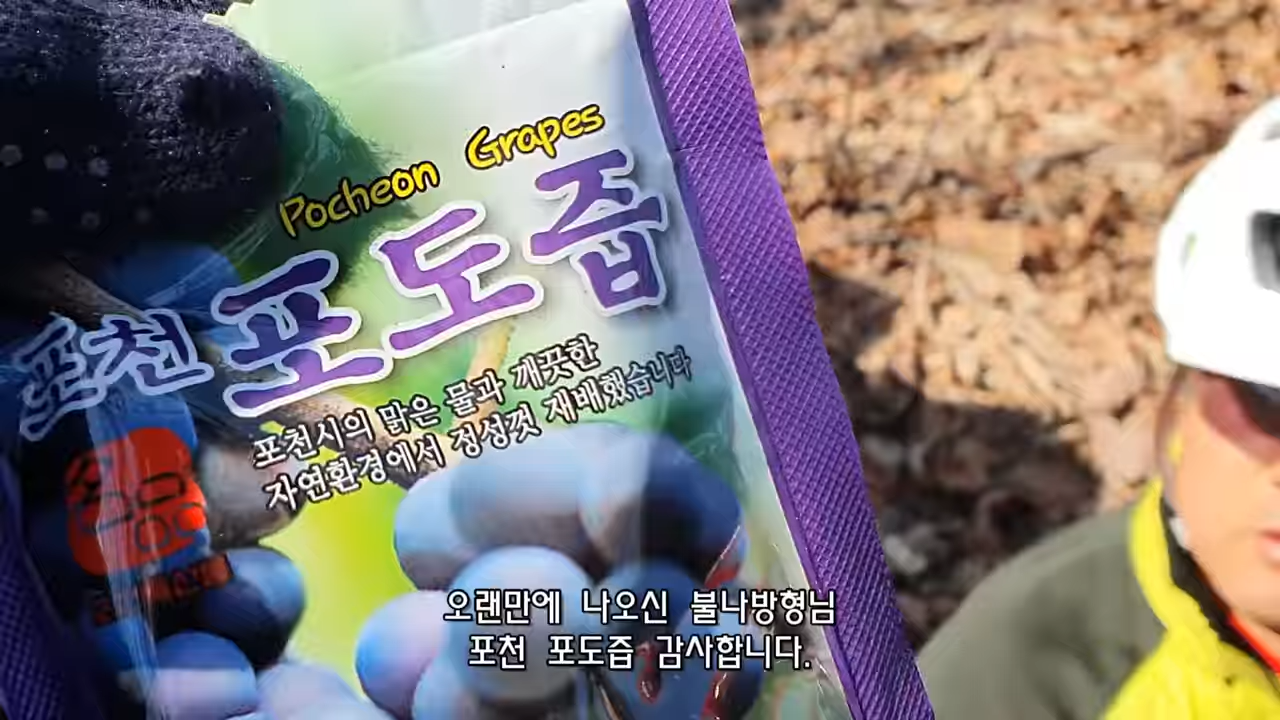 Pocheon Grapes
포천 포도즙
포천시의 맑은 물과 깨끗한
자연환경에서 정성껏 재배했습니다
오랜만에 나오신 불나방형님
포천 포도즙 감사합니다.